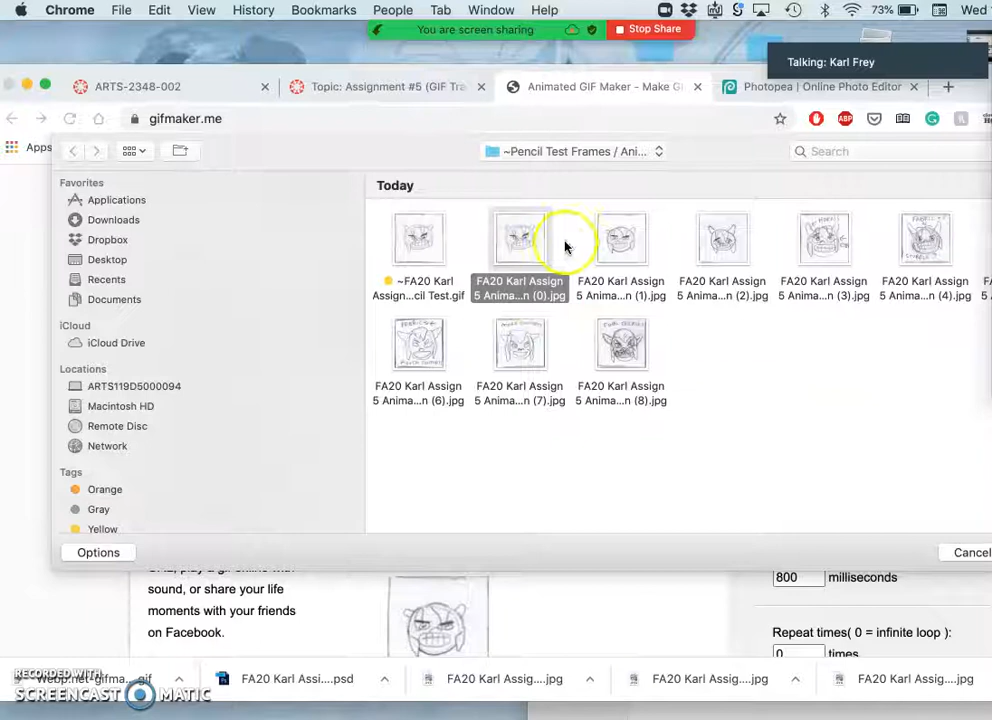 Chrome File Edit View History Bookmarks People Tab Window Help 73% Wed
You are screen sharing Stop Share
Talking: Karl Frey
ARTS-2348-002 × Topic: Assignment #5 (GIF Tra × Animated GIF Maker - Make G × Photopea | Online Photo Editor × +
gifmaker.me ABP
Apps
~Pencil Test Frames / Ani... Search
Favorites
Applications
Downloads
Dropbox
Desktop
Recents
Documents
iCloud
iCloud Drive
Locations
ARTS119D5000094
Macintosh HD
Remote Disc
Network
Tags
Orange
Gray
Yellow
Today
~FA20 Karl
Assign...cil Test.gif
FA20 Karl Assign
5 Anima...n (0).jpg
FA20 Karl Assign
5 Anima...n (1).jpg
FA20 Karl Assign
5 Anima...n (2).jpg
FA20 Karl Assign
5 Anima...n (3).jpg
FA20 Karl Assign
5 Anima...n (4).jpg
FA20 Karl Assign
5 Anima...n (6).jpg
FA20 Karl Assign
5 Anima...n (7).jpg
FA20 Karl Assign
5 Anima...n (8).jpg
Options Cancel
sound, or share your life
moments with your friends
on Facebook.
800 milliseconds
Repeat times( 0 = infinite loop ):
0 times
FA20 Karl Assi....psd FA20 Karl Assig....jpg FA20 Karl Assig....jpg FA20 Karl Assig....jpg
RECORDED WITH
SCREENCAST MATIC